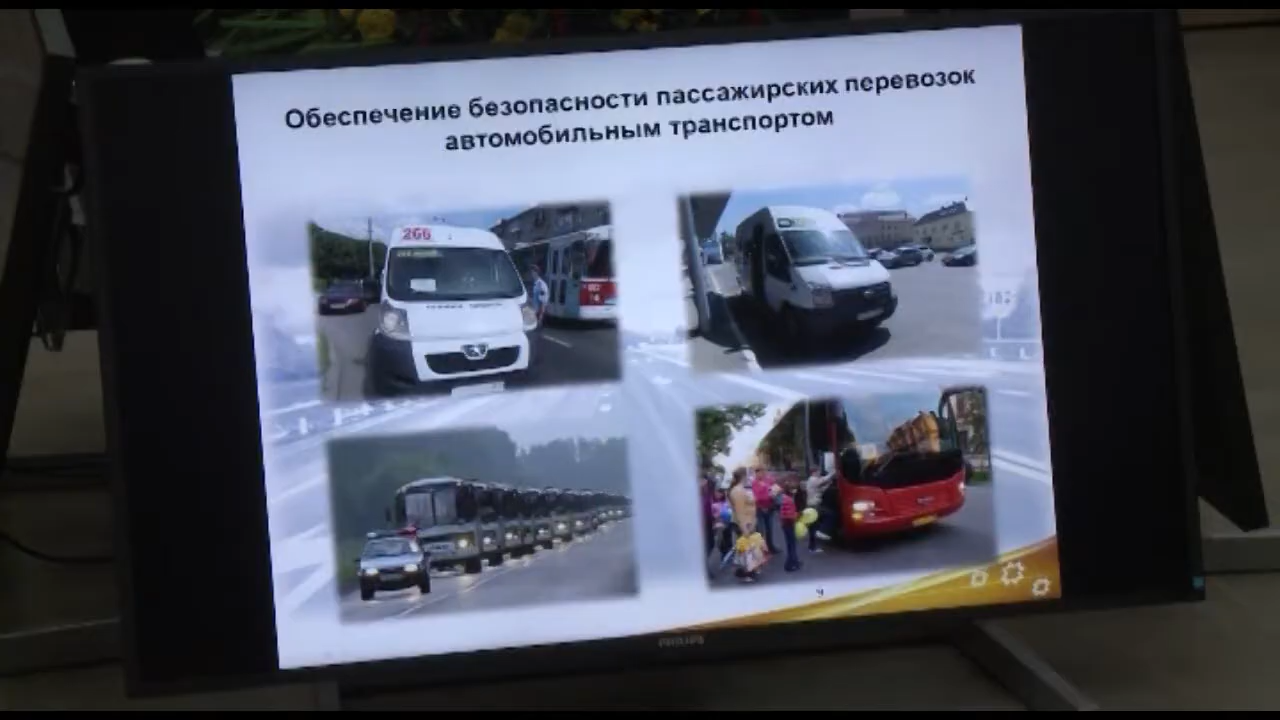 Обеспечение безопасности пассажирских перевозок
автомобильным транспортом
266
PHILIPS